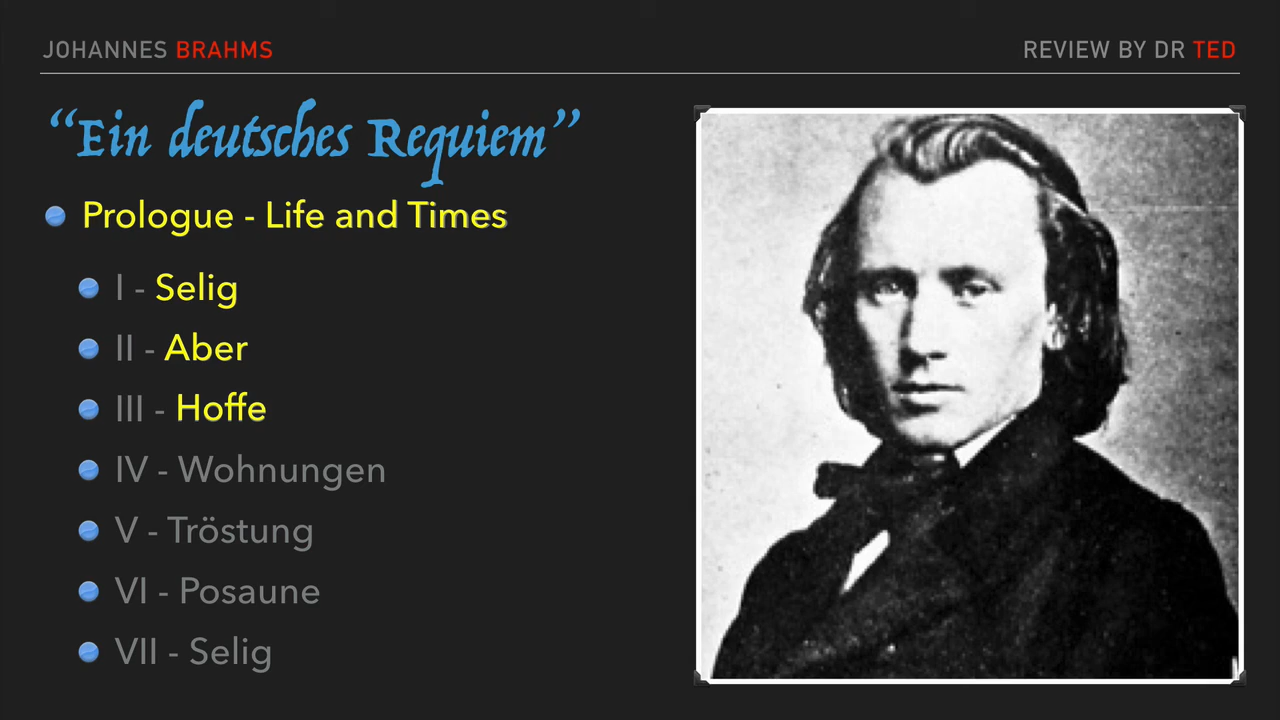 JOHANNES BRAHMS
REVIEW BY DR TED
“Ein deutsches Requiem”
Prologue - Life and Times
I - Selig
II - Aber
III - Hoffe
IV - Wohnungen
V - Tröstung
VI - Posaune
VII - Selig